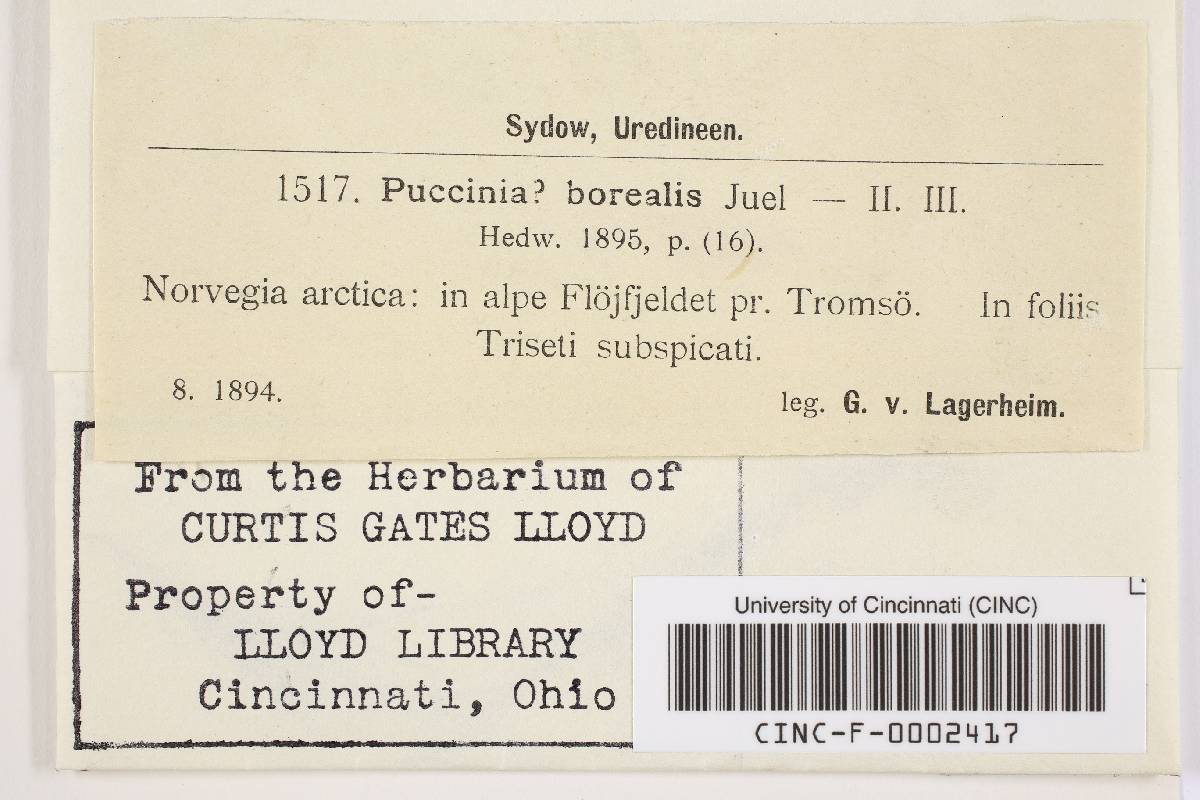 Sydow, Uredineen.
1517. Puccinia? borealis Juel — II. III.
Hedw. 1895, p. (16).
Norvegia arctica: in alpe Flöjfjeldet pr. Tromsö. In foliis
Triseti subspicati.
8. 1894.
leg. G. v. Lagerheim.
From the Herbarium of
CURTIS GATES LLOYD
Property of-
LLOYD LIBRARY
Cincinnati, Ohio
University of Cincinnati (CINC)
CINC-F-0002417